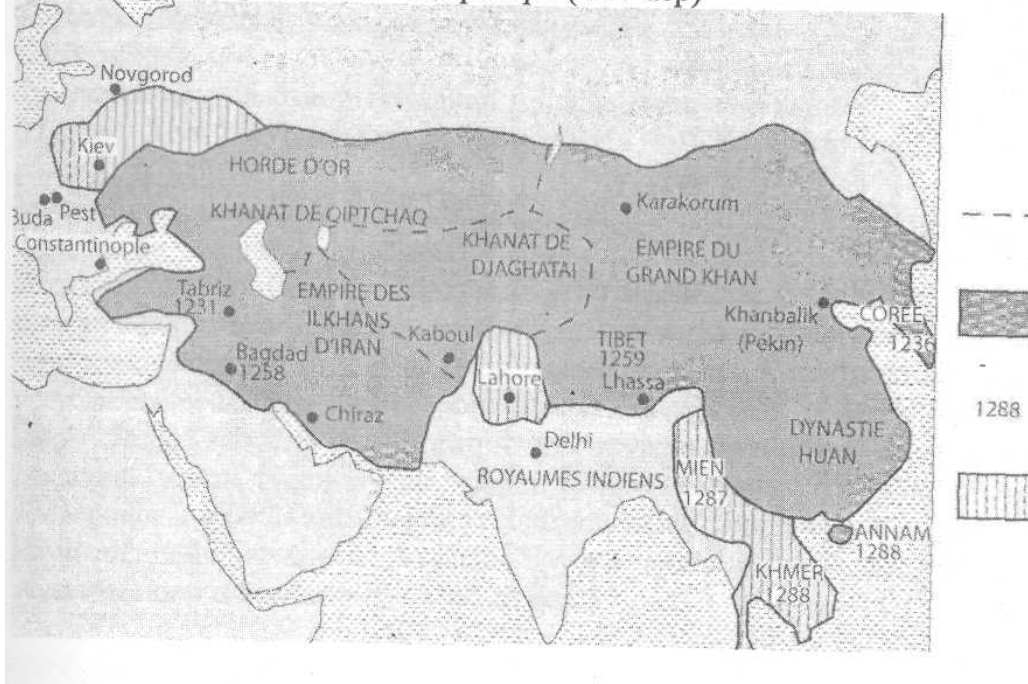 Novgorod
Kiev
HORDE D'OR
Buda
Pest
KHANAT DE QIPTCHAQ
Karakorum
Constantinople
KHANAT DE
DJAGHATAI
EMPIRE DU
GRAND KHAN
Tabriz
1231
EMPIRE DES
ILKHANS
D'IRAN
Khanbalik
(Pékin)
CORÉE
1236
Kaboul
TIBET
1259
Bagdad
1258
Lahore
Lhassa
1288
Chiraz
DYNASTIE
HUAN
Delhi
ROYAUMES INDIENS
MIEN
1287
ANNAM
1288
KHMER
1288